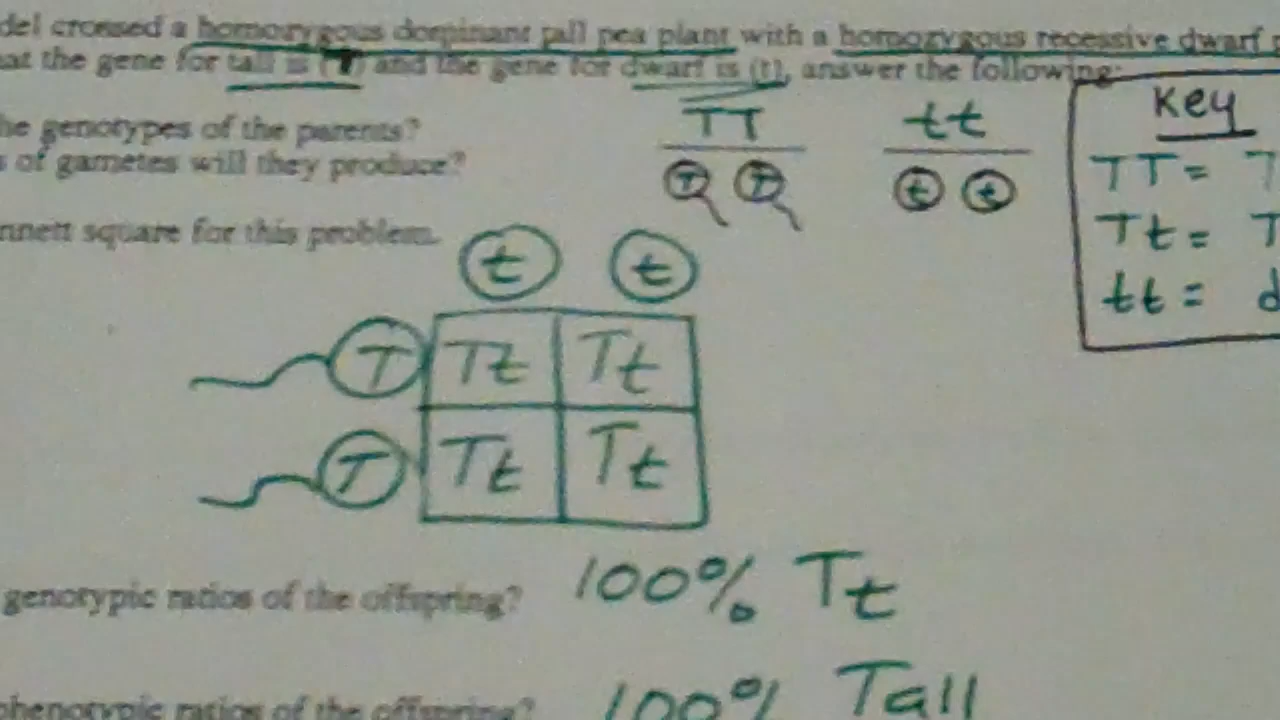 del crossed a homozygous dominant tall pea plant with a homozygous recessive dwarf p
hat the gene for tall is (T) and the gene for dwarf is (t), answer the following:
he genotypes of the parents? TT tt
s of gametes will they produce? T T t t
Key
TT = T
Tt = T
tt = d
nnett square for this problem.
t t
T Tt Tt
T Tt Tt
genotypic ratios of the offspring? 100% Tt
phenotypic ratios of the offspring? 100% Tall